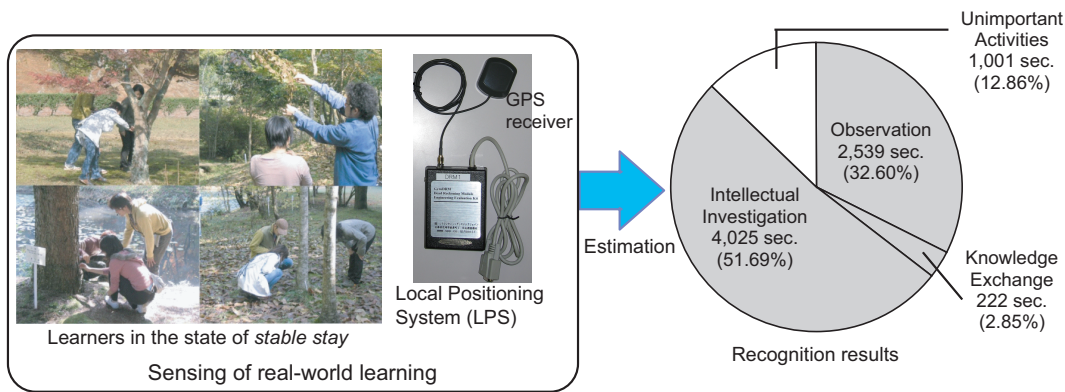 GPS
receiver
DRMT
Local Positioning
System (LPS)
Learners in the state of stable stay
Sensing of real-world learning
Estimation
Unimportant
Activities
1,001 sec.
(12.86%)
Observation
2,539 sec.
(32.60%)
Intellectual
Investigation
4,025 sec.
(51.69%)
Knowledge
Exchange
222 sec.
(2.85%)
Recognition results